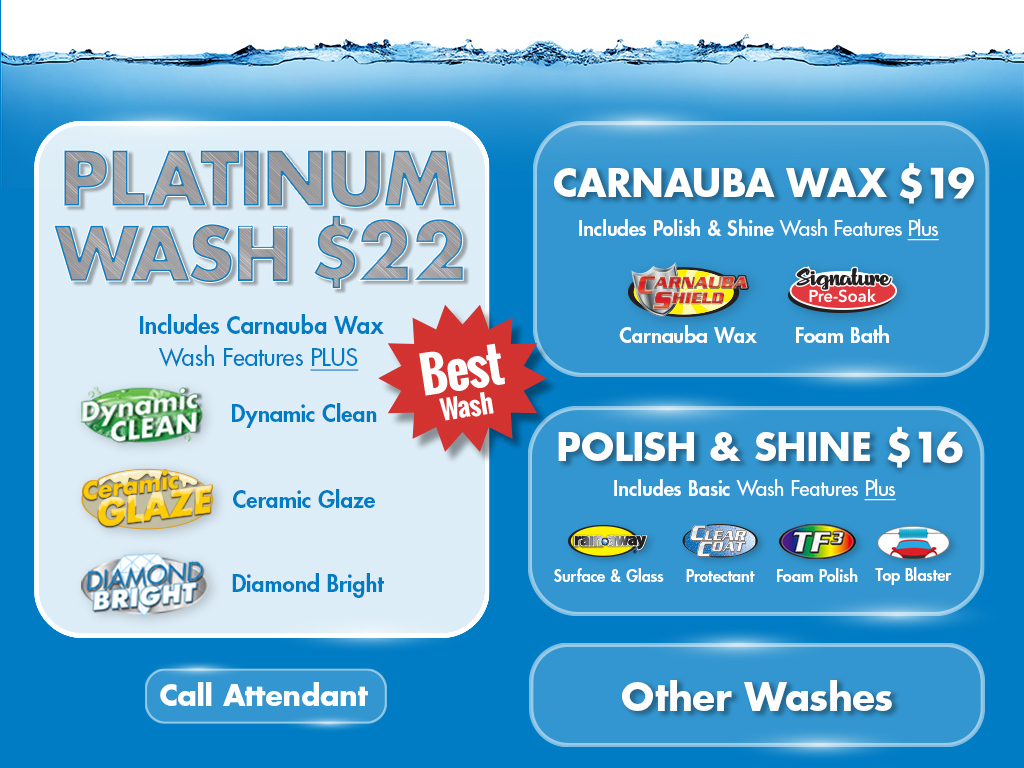 PLATINUM
WASH $22
Includes Carnauba Wax
Wash Features PLUS
Dynamic
CLEAN
Dynamic Clean
Ceramic
GLAZE
Ceramic Glaze
DIAMOND
BRIGHT
Diamond Bright
Best
Wash
Call Attendant
CARNAUBA WAX $19
Includes Polish & Shine Wash Features Plus
CARNAUBA
SHIELD
Carnauba Wax
Signature
Pre-Soak
Foam Bath
POLISH & SHINE $16
Includes Basic Wash Features Plus
rain away
Surface & Glass
CLEAR
COAT
Protectant
TF3
Foam Polish
Top Blaster
Other Washes